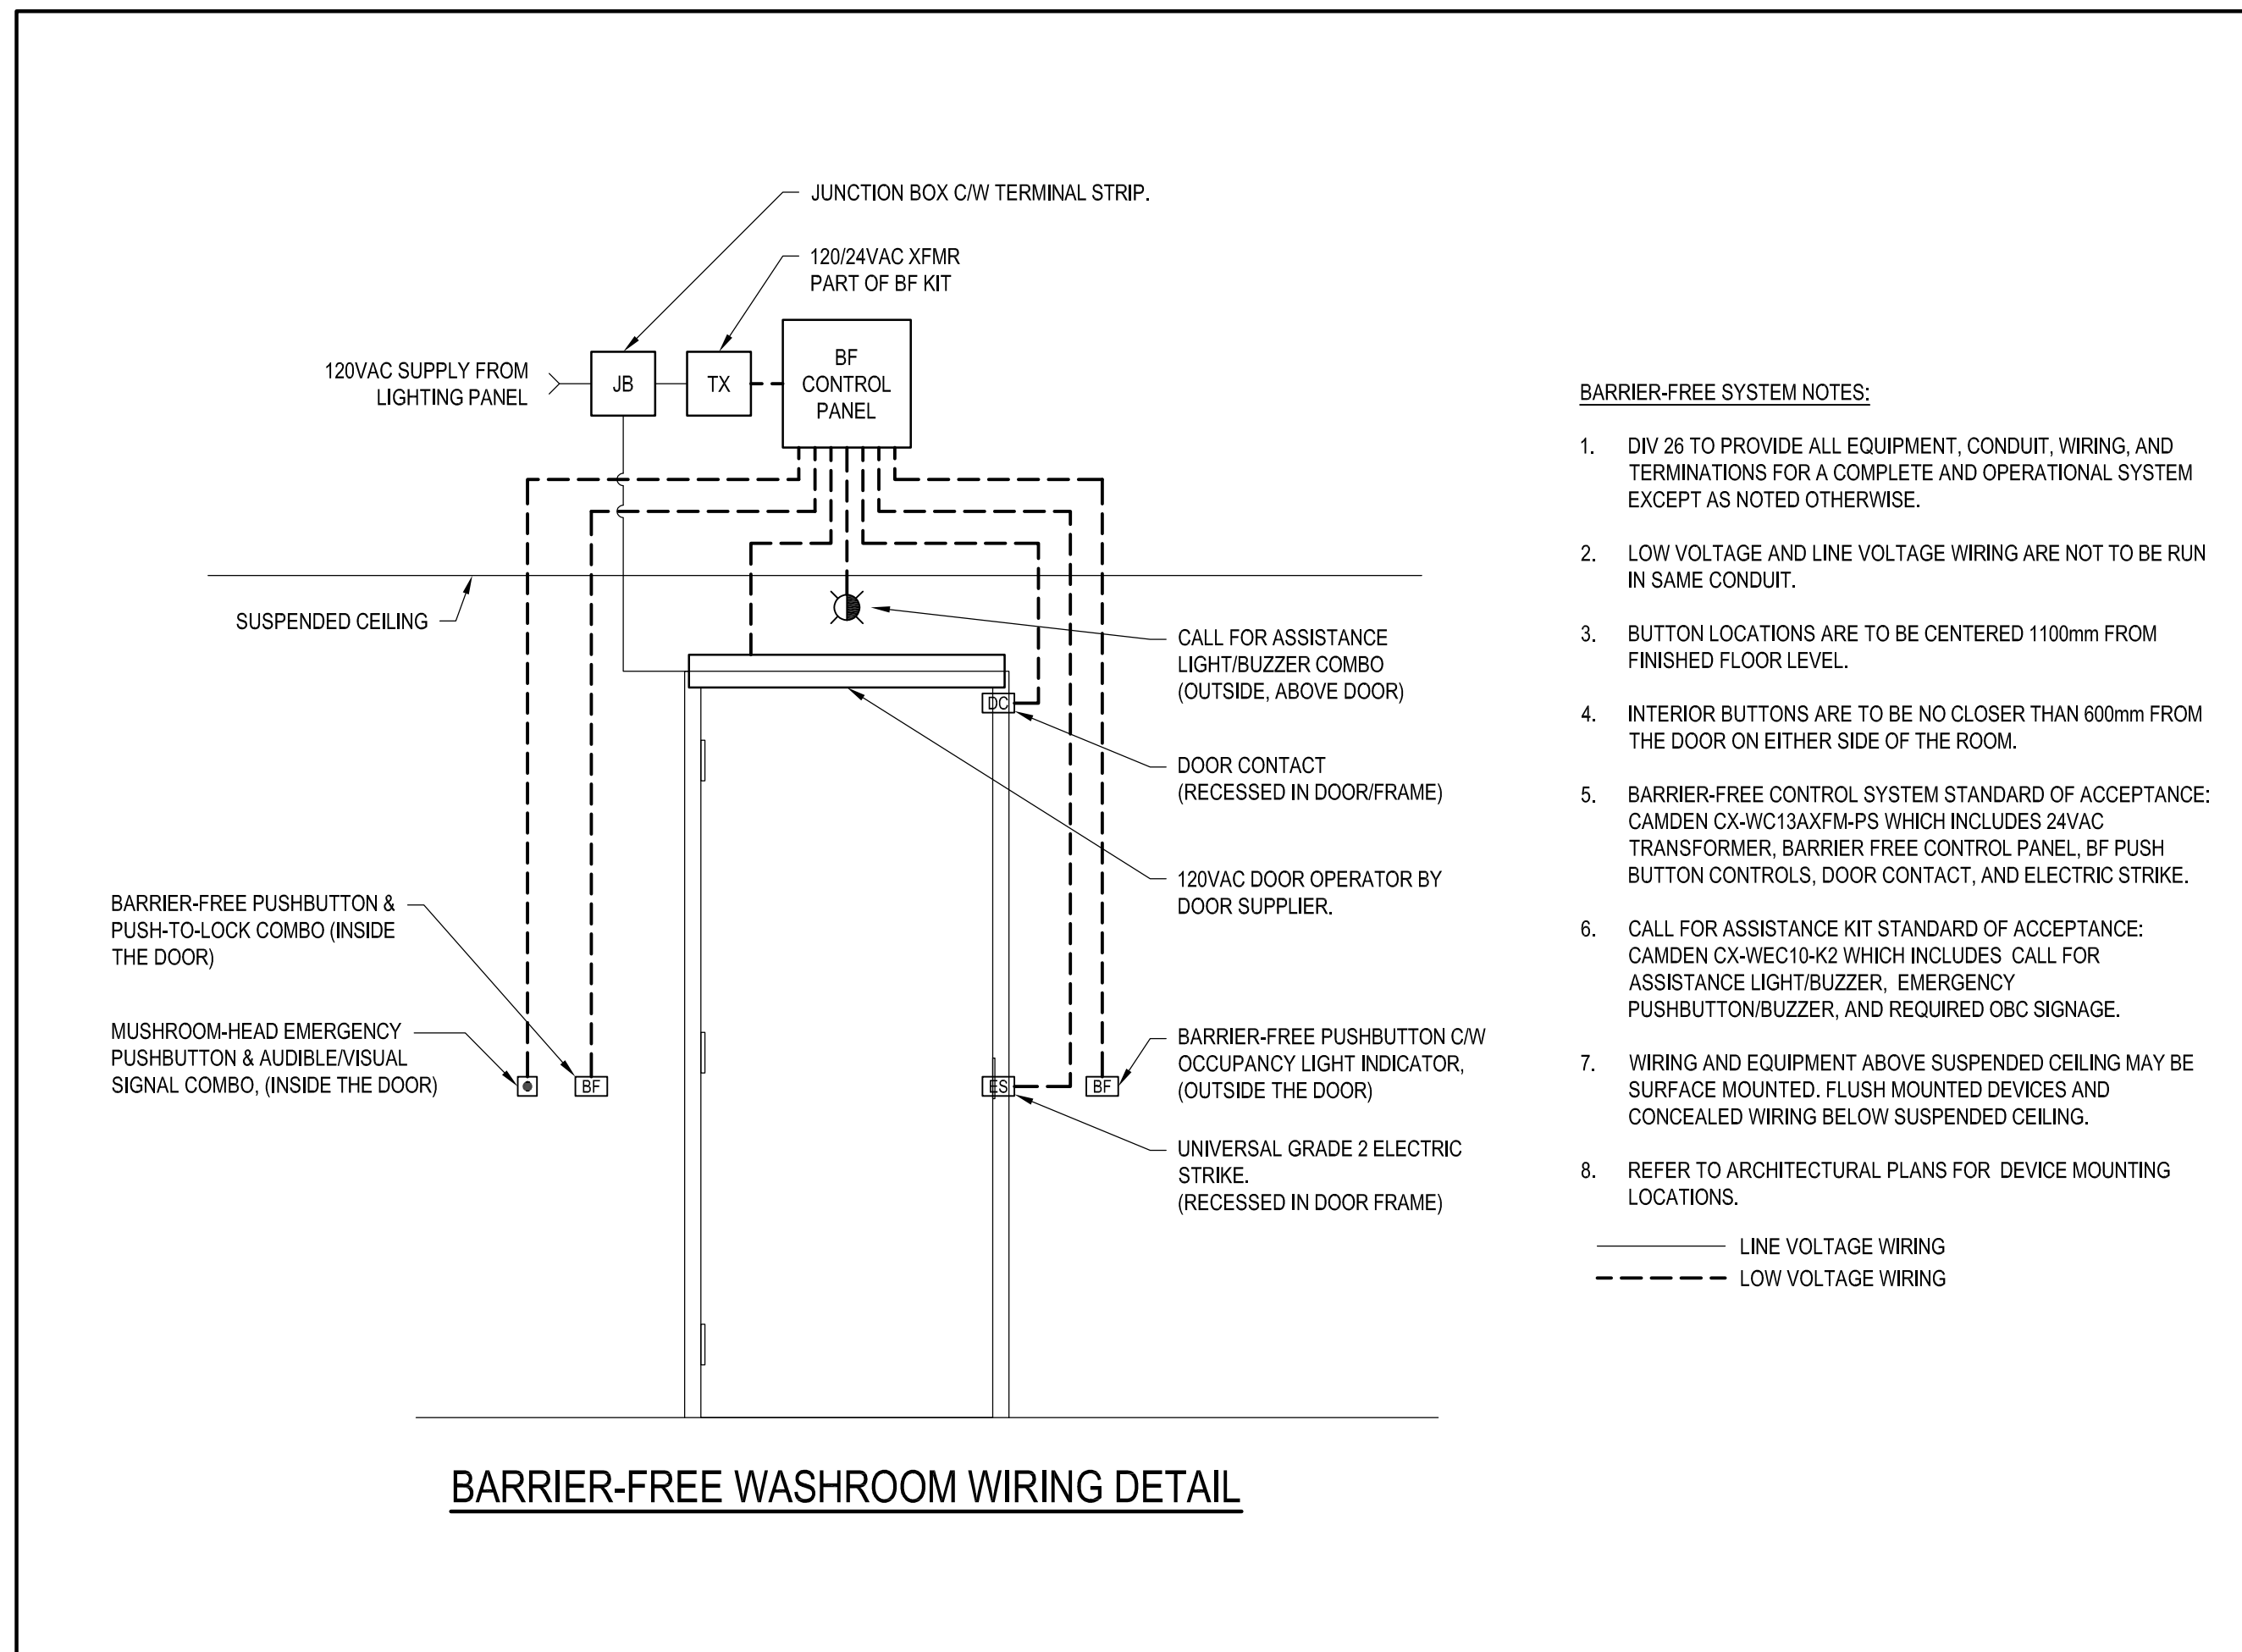 JUNCTION BOX C/W TERMINAL STRIP.
120/24VAC XFMR
PART OF BF KIT
120VAC SUPPLY FROM
LIGHTING PANEL
JB
TX
BF
CONTROL
PANEL
SUSPENDED CEILING
CALL FOR ASSISTANCE
LIGHT/BUZZER COMBO
(OUTSIDE, ABOVE DOOR)
DC
DOOR CONTACT
(RECESSED IN DOOR/FRAME)
120VAC DOOR OPERATOR BY
DOOR SUPPLIER.
BARRIER-FREE PUSHBUTTON &
PUSH-TO-LOCK COMBO (INSIDE
THE DOOR)
MUSHROOM-HEAD EMERGENCY
PUSHBUTTON & AUDIBLE/VISUAL
SIGNAL COMBO, (INSIDE THE DOOR)
BF
ES
BF
BARRIER-FREE PUSHBUTTON C/W
OCCUPANCY LIGHT INDICATOR,
(OUTSIDE THE DOOR)
UNIVERSAL GRADE 2 ELECTRIC
STRIKE.
(RECESSED IN DOOR FRAME)
BARRIER-FREE WASHROOM WIRING DETAIL
BARRIER-FREE SYSTEM NOTES:
1. DIV 26 TO PROVIDE ALL EQUIPMENT, CONDUIT, WIRING, AND
TERMINATIONS FOR A COMPLETE AND OPERATIONAL SYSTEM
EXCEPT AS NOTED OTHERWISE.
2. LOW VOLTAGE AND LINE VOLTAGE WIRING ARE NOT TO BE RUN
IN SAME CONDUIT.
3. BUTTON LOCATIONS ARE TO BE CENTERED 1100mm FROM
FINISHED FLOOR LEVEL.
4. INTERIOR BUTTONS ARE TO BE NO CLOSER THAN 600mm FROM
THE DOOR ON EITHER SIDE OF THE ROOM.
5. BARRIER-FREE CONTROL SYSTEM STANDARD OF ACCEPTANCE:
CAMDEN CX-WC13AXFM-PS WHICH INCLUDES 24VAC
TRANSFORMER, BARRIER FREE CONTROL PANEL, BF PUSH
BUTTON CONTROLS, DOOR CONTACT, AND ELECTRIC STRIKE.
6. CALL FOR ASSISTANCE KIT STANDARD OF ACCEPTANCE:
CAMDEN CX-WEC10-K2 WHICH INCLUDES CALL FOR
ASSISTANCE LIGHT/BUZZER, EMERGENCY
PUSHBUTTON/BUZZER, AND REQUIRED OBC SIGNAGE.
7. WIRING AND EQUIPMENT ABOVE SUSPENDED CEILING MAY BE
SURFACE MOUNTED. FLUSH MOUNTED DEVICES AND
CONCEALED WIRING BELOW SUSPENDED CEILING.
8. REFER TO ARCHITECTURAL PLANS FOR DEVICE MOUNTING
LOCATIONS.
LINE VOLTAGE WIRING
LOW VOLTAGE WIRING